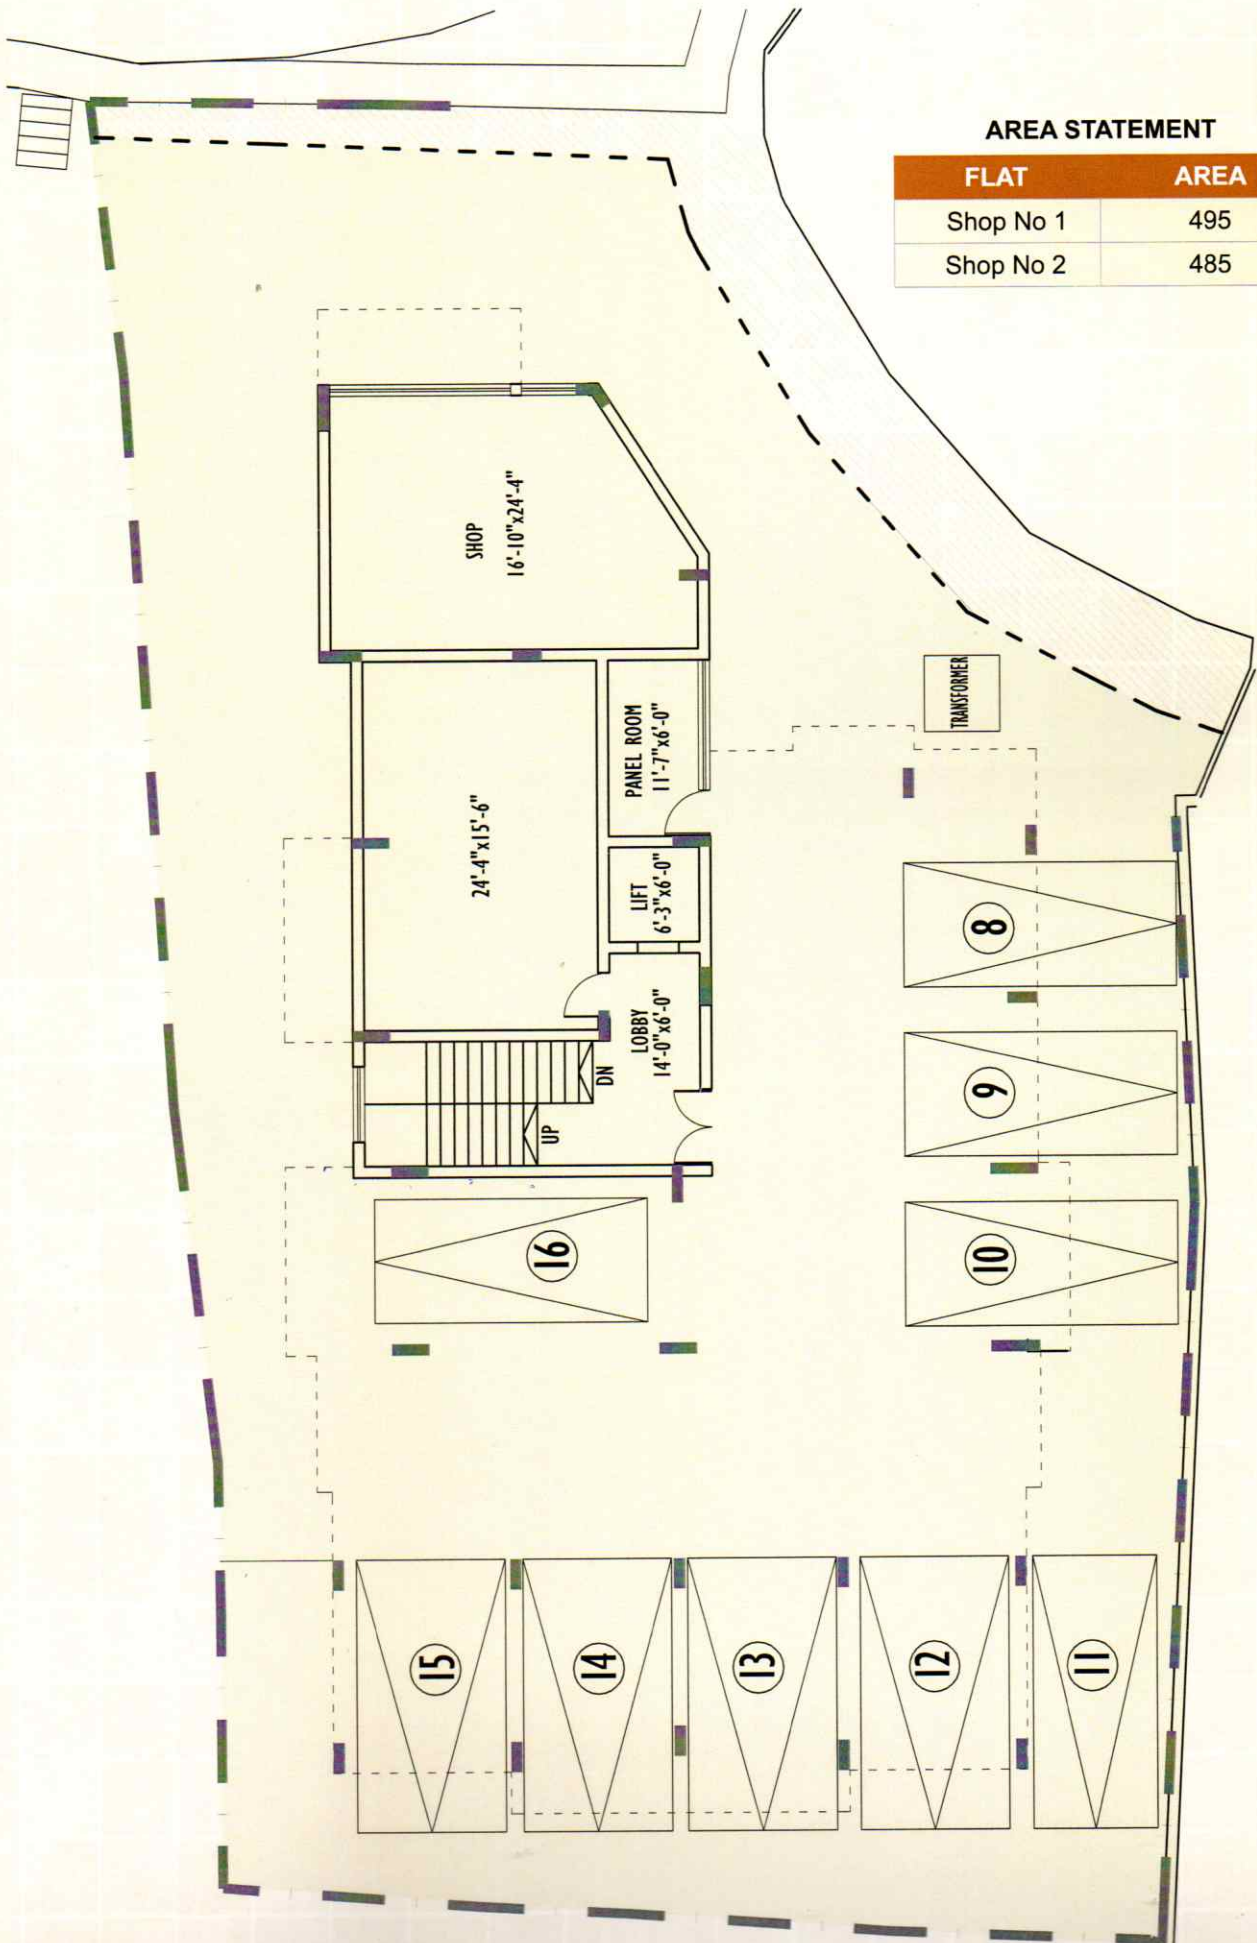 AREA STATEMENT
FLAT AREA
Shop No 1 495
Shop No 2 485
SHOP
16'-10"x24'-4"
TRANSFORMER
PANEL ROOM
11'-7"x6'-0"
24'-4"x15'-6"
LIFT
6'-3"x6'-0"
8
LOBBY
14'-0"x6'-0"
DN
UP
9
16
10
15
14
13
12
11